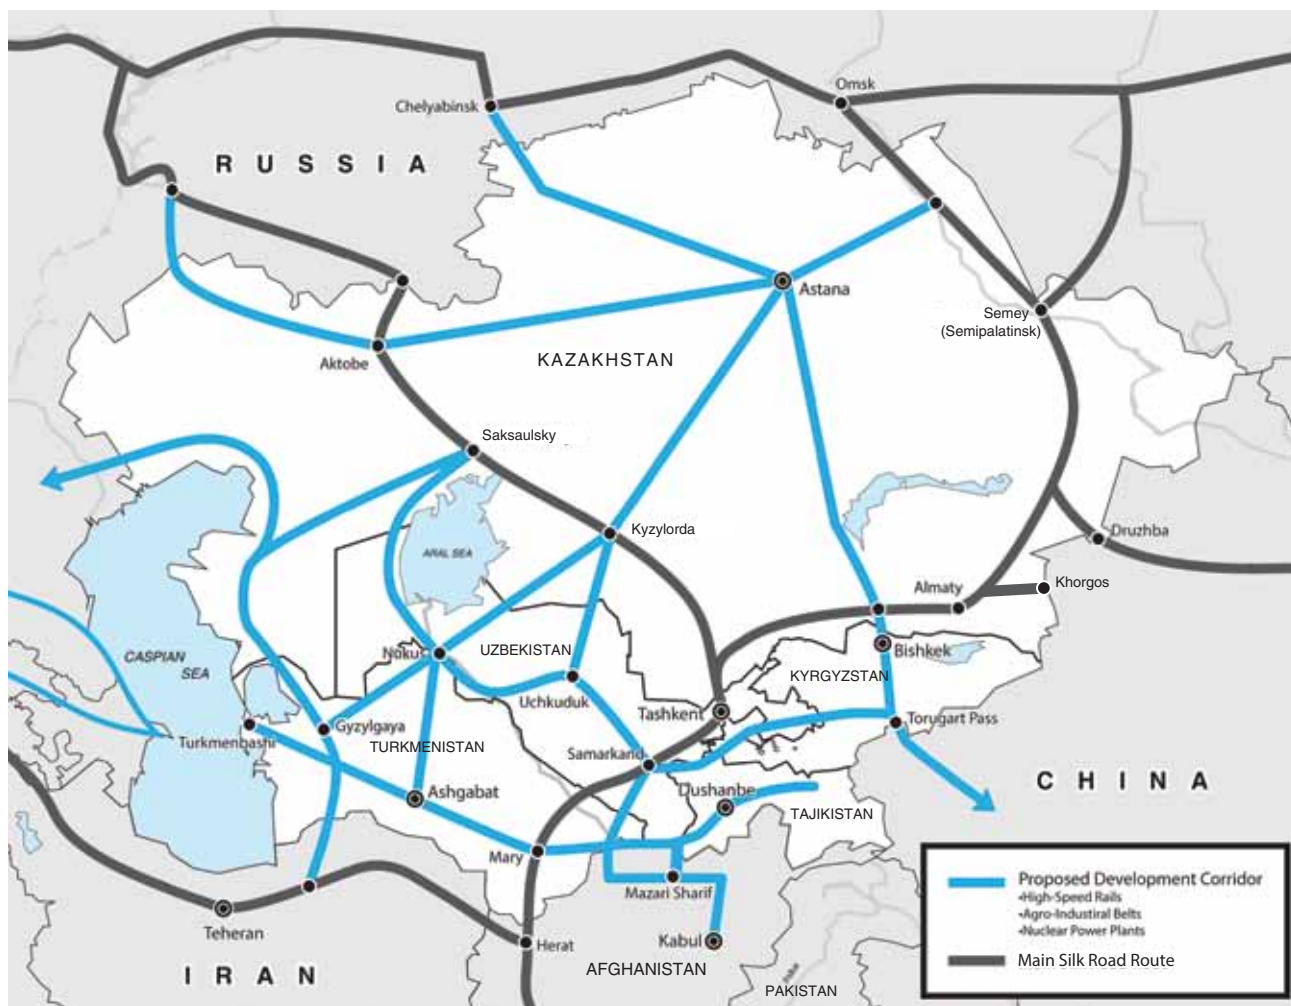 Omsk
Chelyabinsk
RUSSIA
Astana
Semey
(Semipalatinsk)
KAZAKHSTAN
Aktobe
Saksaulsky
Kyzylorda
Druzhba
ARAL SEA
Almaty
Khorgos
Nokus
UZBEKISTAN
Bishkek
CASPIAN
SEA
KYRGYZSTAN
Uchkuduk
Tashkent
Torugart Pass
Gyzylgaya
Turkmenbashi
TURKMENISTAN
Samarkand
CHINA
Ashgabat
Dushanbe
TAJIKISTAN
Mary
Mazari Sharif
Proposed Development Corridor
•High-Speed Rails
•Agro-Industiral Belts
•Nuclear Power Plants
Teheran
Herat
Kabul
Main Silk Road Route
IRAN
AFGHANISTAN
PAKISTAN